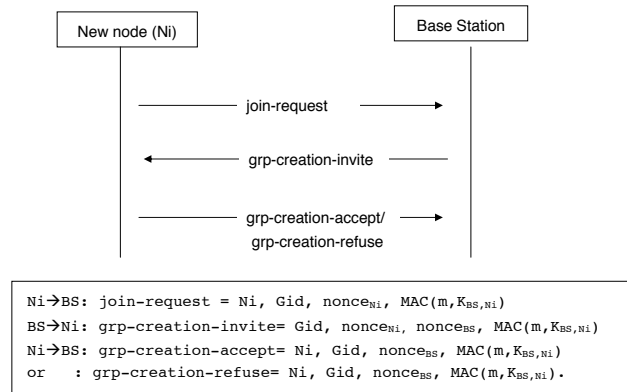 New node (Ni)
Base Station
join-request
grp-creation-invite
grp-creation-accept/
grp-creation-refuse
Ni→BS: join-request = Ni, Gid, nonceNi, MAC(m,KBS,Ni)
BS→Ni: grp-creation-invite= Gid, nonceNi, nonceBS, MAC(m,KBS,Ni)
Ni→BS: grp-creation-accept= Ni, Gid, nonceBS, MAC(m,KBS,Ni)
or : grp-creation-refuse= Ni, Gid, nonceBS, MAC(m,KBS,Ni).